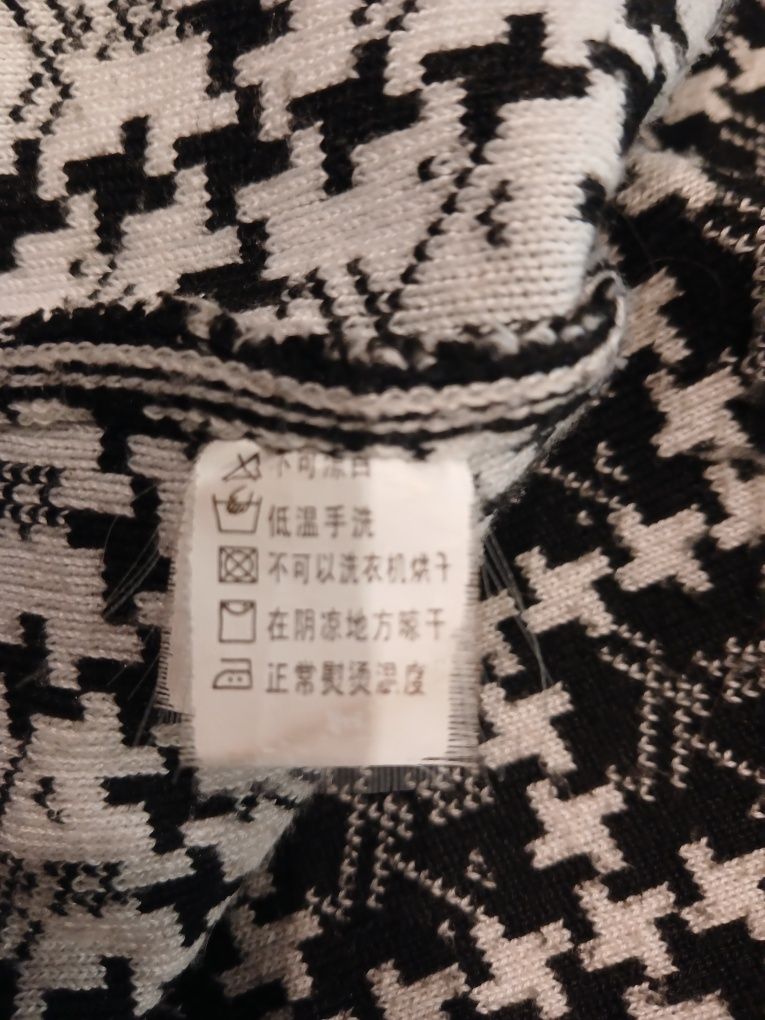 不可漂白
低温手洗
不可以洗衣机烘干
在阴凉地方晾干
正常熨烫温度